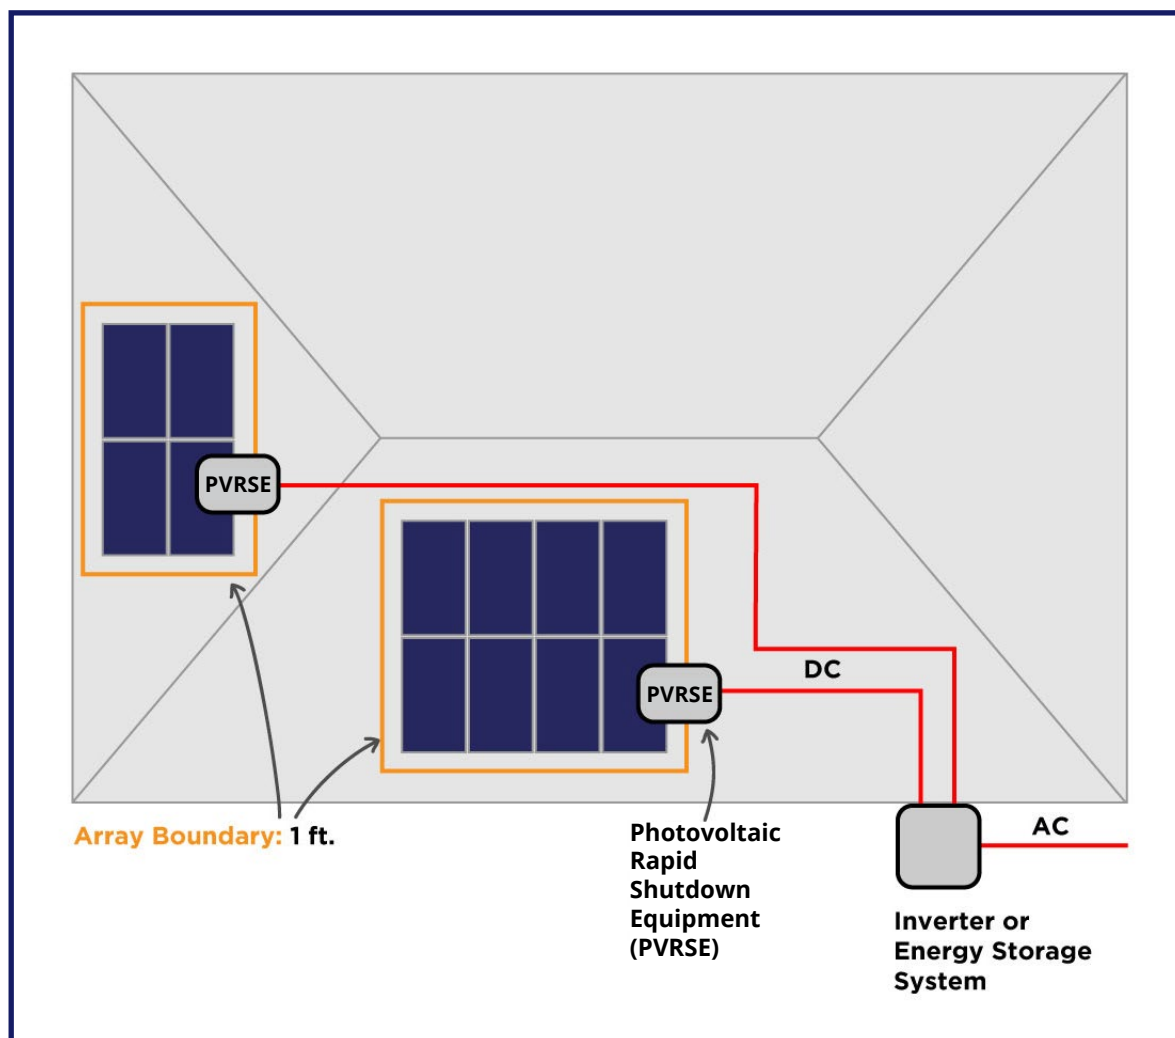 PVRSE
PVRSE
DC
Array Boundary: 1 ft.
Photovoltaic
Rapid
Shutdown
Equipment
(PVRSE)
AC
Inverter or
Energy Storage
System